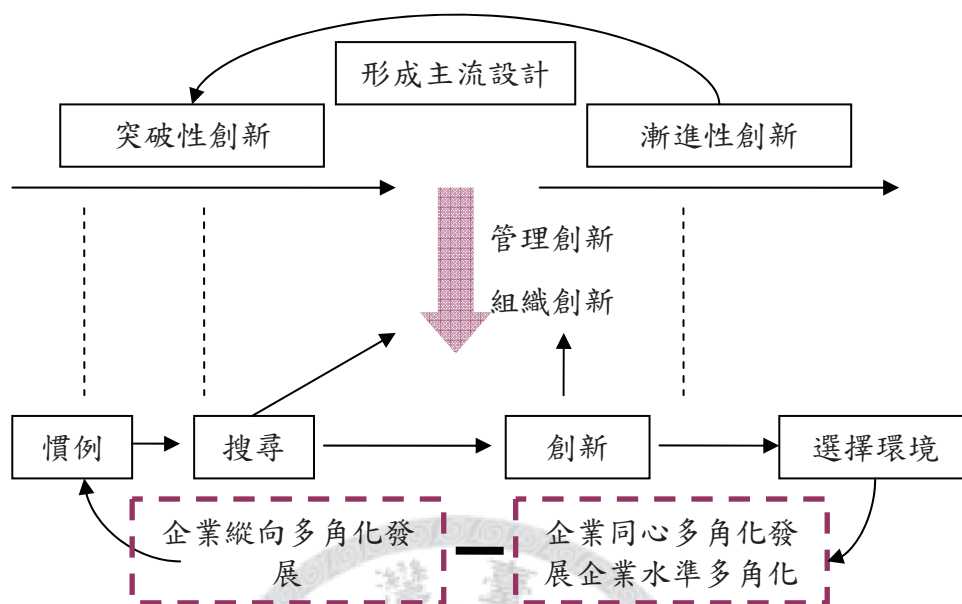 形成主流設計
突破性創新
漸進性創新
管理創新
組織創新
慣例
搜尋
創新
選擇環境
企業縱向多角化發
展
企業同心多角化發
展企業水準多角化